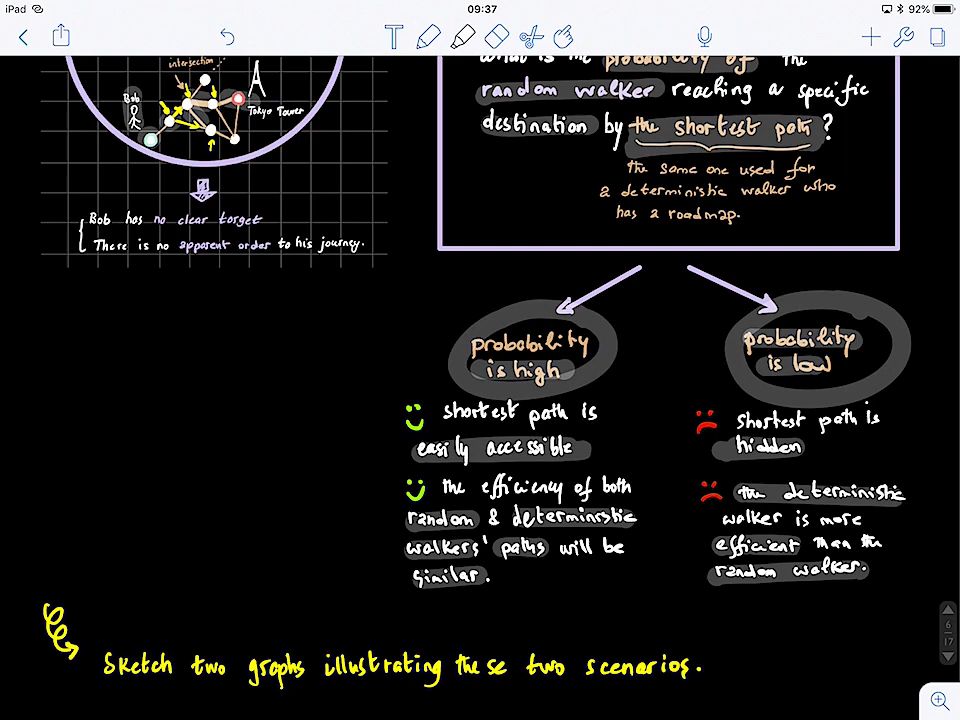 iPad
09:37
92%
T
intersection
Bob
Tokyo Tower
Bob has no clear target
There is no apparent order to his journey.
What is the probability of the
random walker reaching a specific
destination by the shortest path?
the same one used for
a deterministic walker who
has a roadmap.
probability
is high
shortest path is
easily accessible
the efficiency of both
random & deterministic
walkers' paths will be
similar.
probability
is low
shortest path is
hidden
the deterministic
walker is more
efficient than the
random walker.
Sketch two graphs illustrating these two scenarios.
6
17